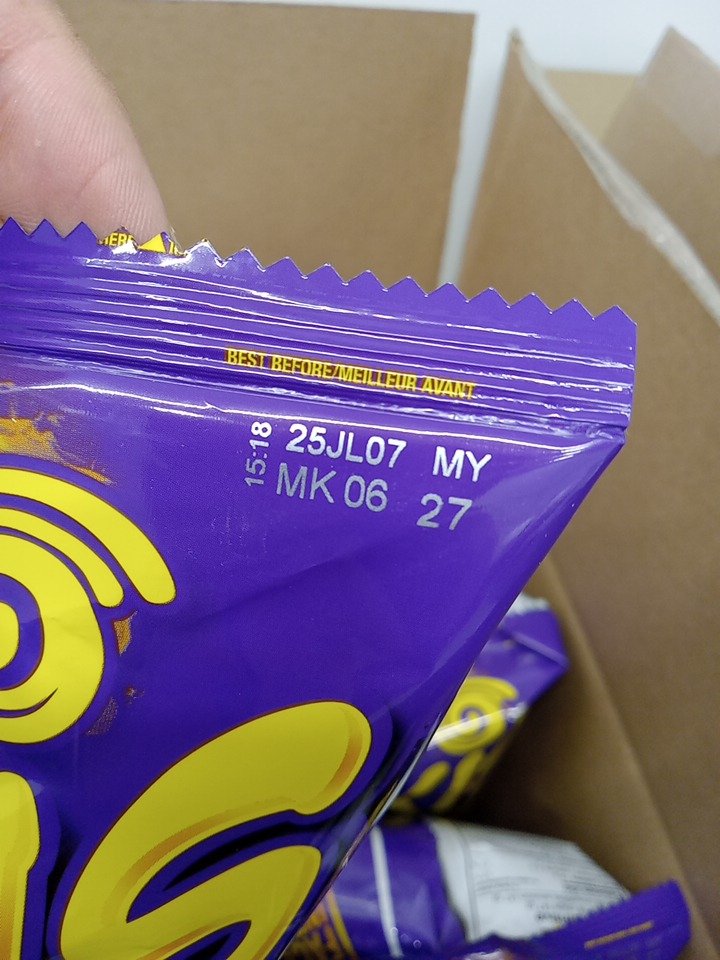 BEST BEFORE/MEILLEUR AVANT
15:18
25JL07 MY
MK 06 27